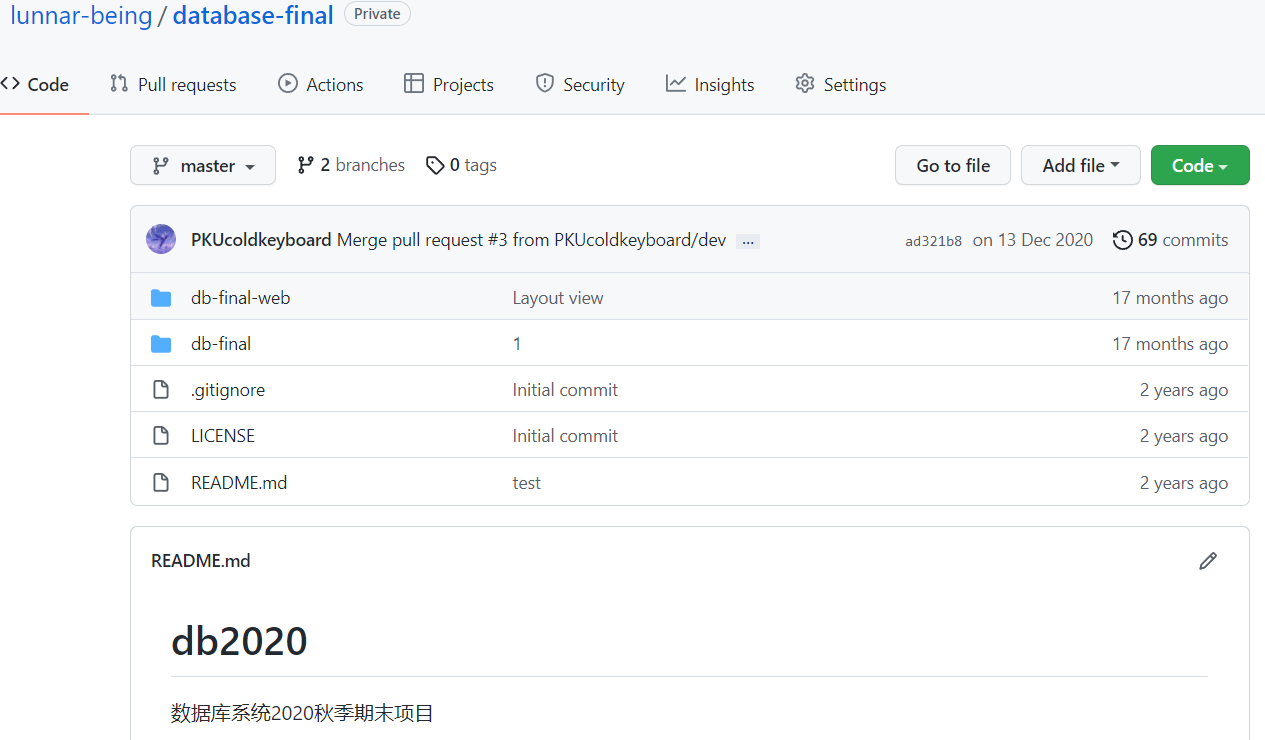 lunnar-being / database-final Private
Code Pull requests Actions Projects Security Insights Settings
master 2 branches 0 tags Go to file Add file Code
PKUcoldkeyboard Merge pull request #3 from PKUcoldkeyboard/dev ... ad321b8 on 13 Dec 2020 69 commits
db-final-web Layout view 17 months ago
db-final 1 17 months ago
.gitignore Initial commit 2 years ago
LICENSE Initial commit 2 years ago
README.md test 2 years ago
README.md
db2020
数据库系统2020秋季期末项目